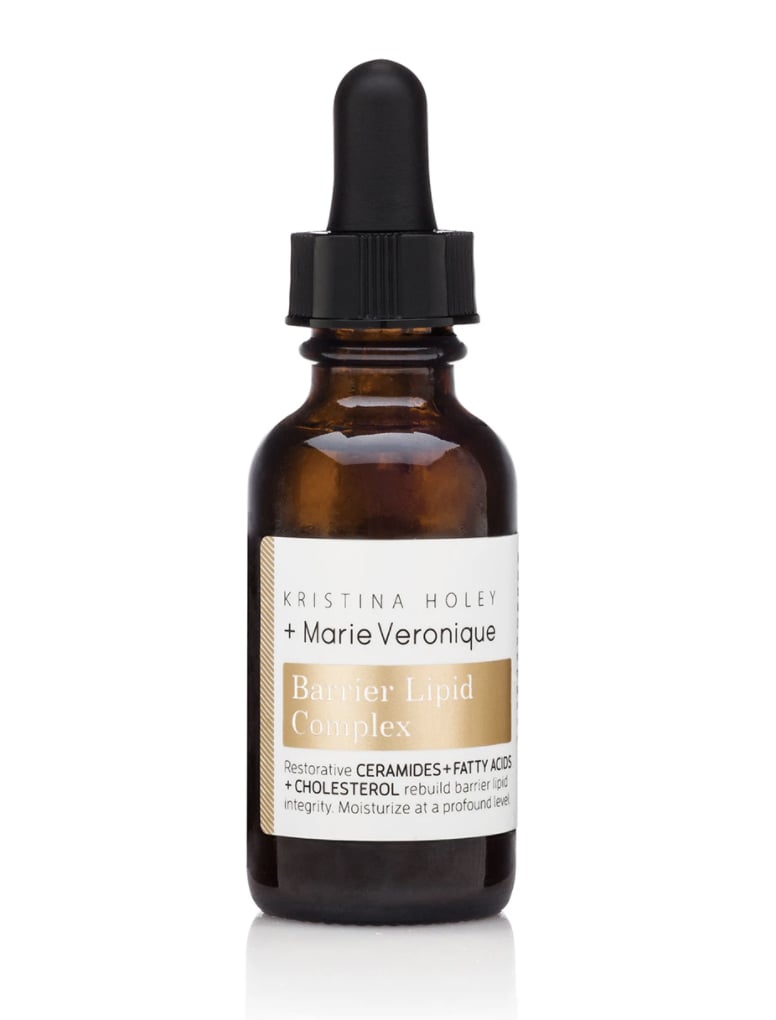 KRISTINA HOLEY
+ Marie Veronique
Barrier Lipid
Complex
Restorative CERAMIDES+FATTY ACIDS
+CHOLESTEROL rebuild barrier lipid
integrity. Moisturize at a profound level.